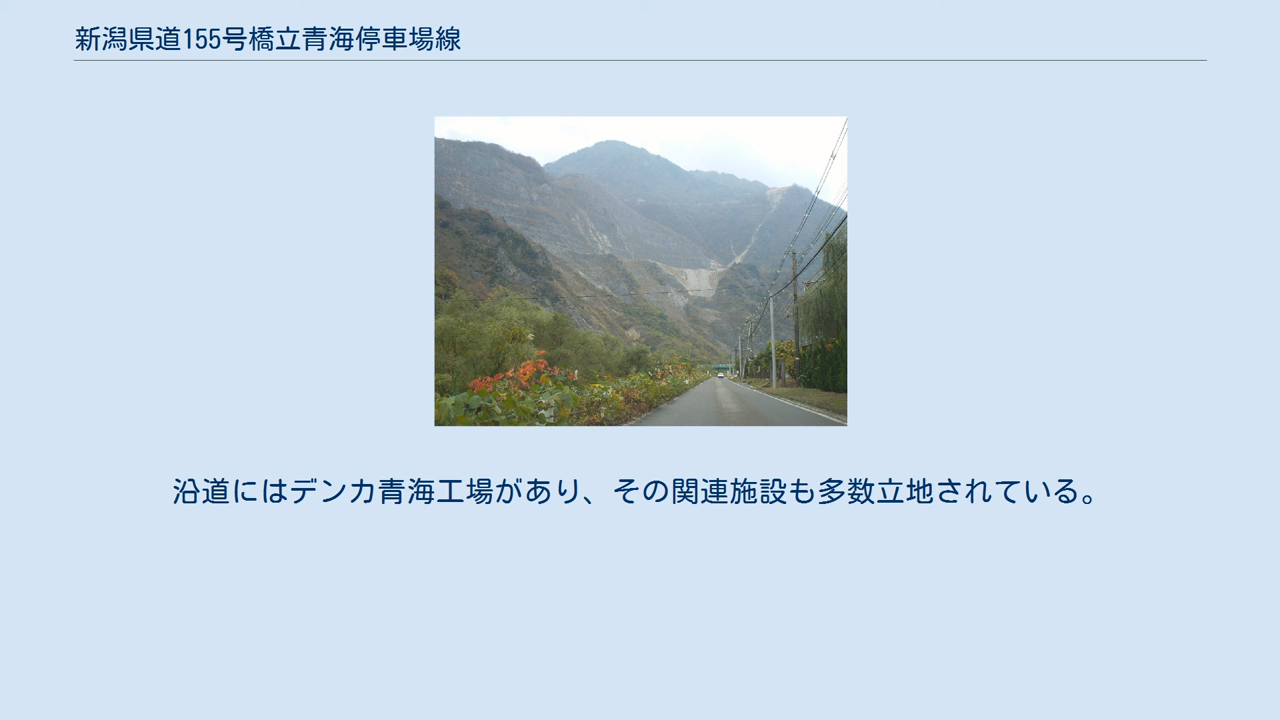 新潟県道155号橋立青海停車場線
沿道にはデンカ青海工場があり、その関連施設も多数立地されている。